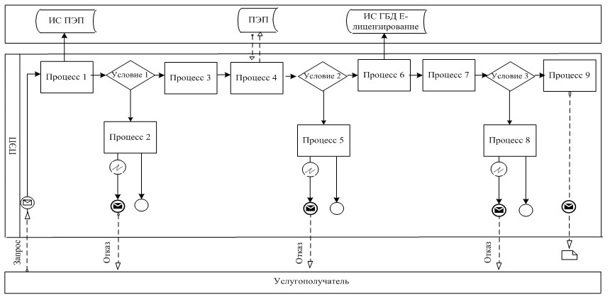 ИС ПЭП
ПЭП
ИС ГБД Е-
лицензирование
ПЭП
Процесс 1
Условие 1
Процесс 3
Процесс 4
Условие 2
Процесс 6
Процесс 7
Условие 3
Процесс 9
Процесс 2
Процесс 5
Процесс 8
Запрос
Отказ
Отказ
Отказ
Услугополучатель